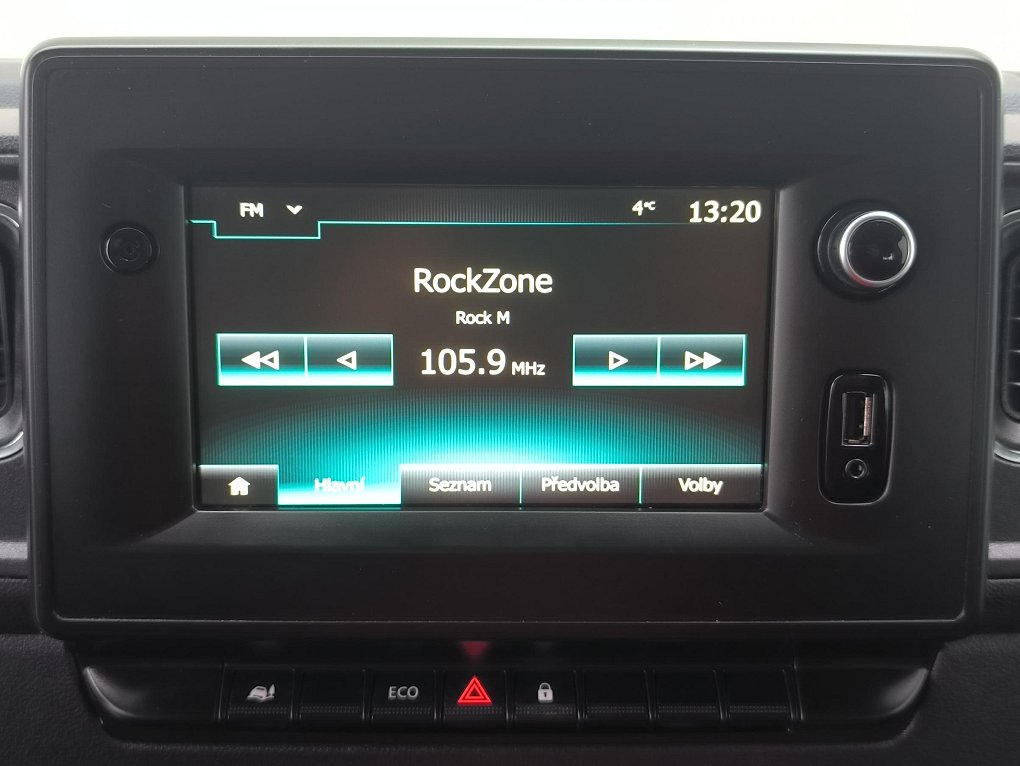 FM 4°C 13:20
RockZone
Rock M
105.9 MHz
Hlavní Seznam Předvolba Volby
ECO